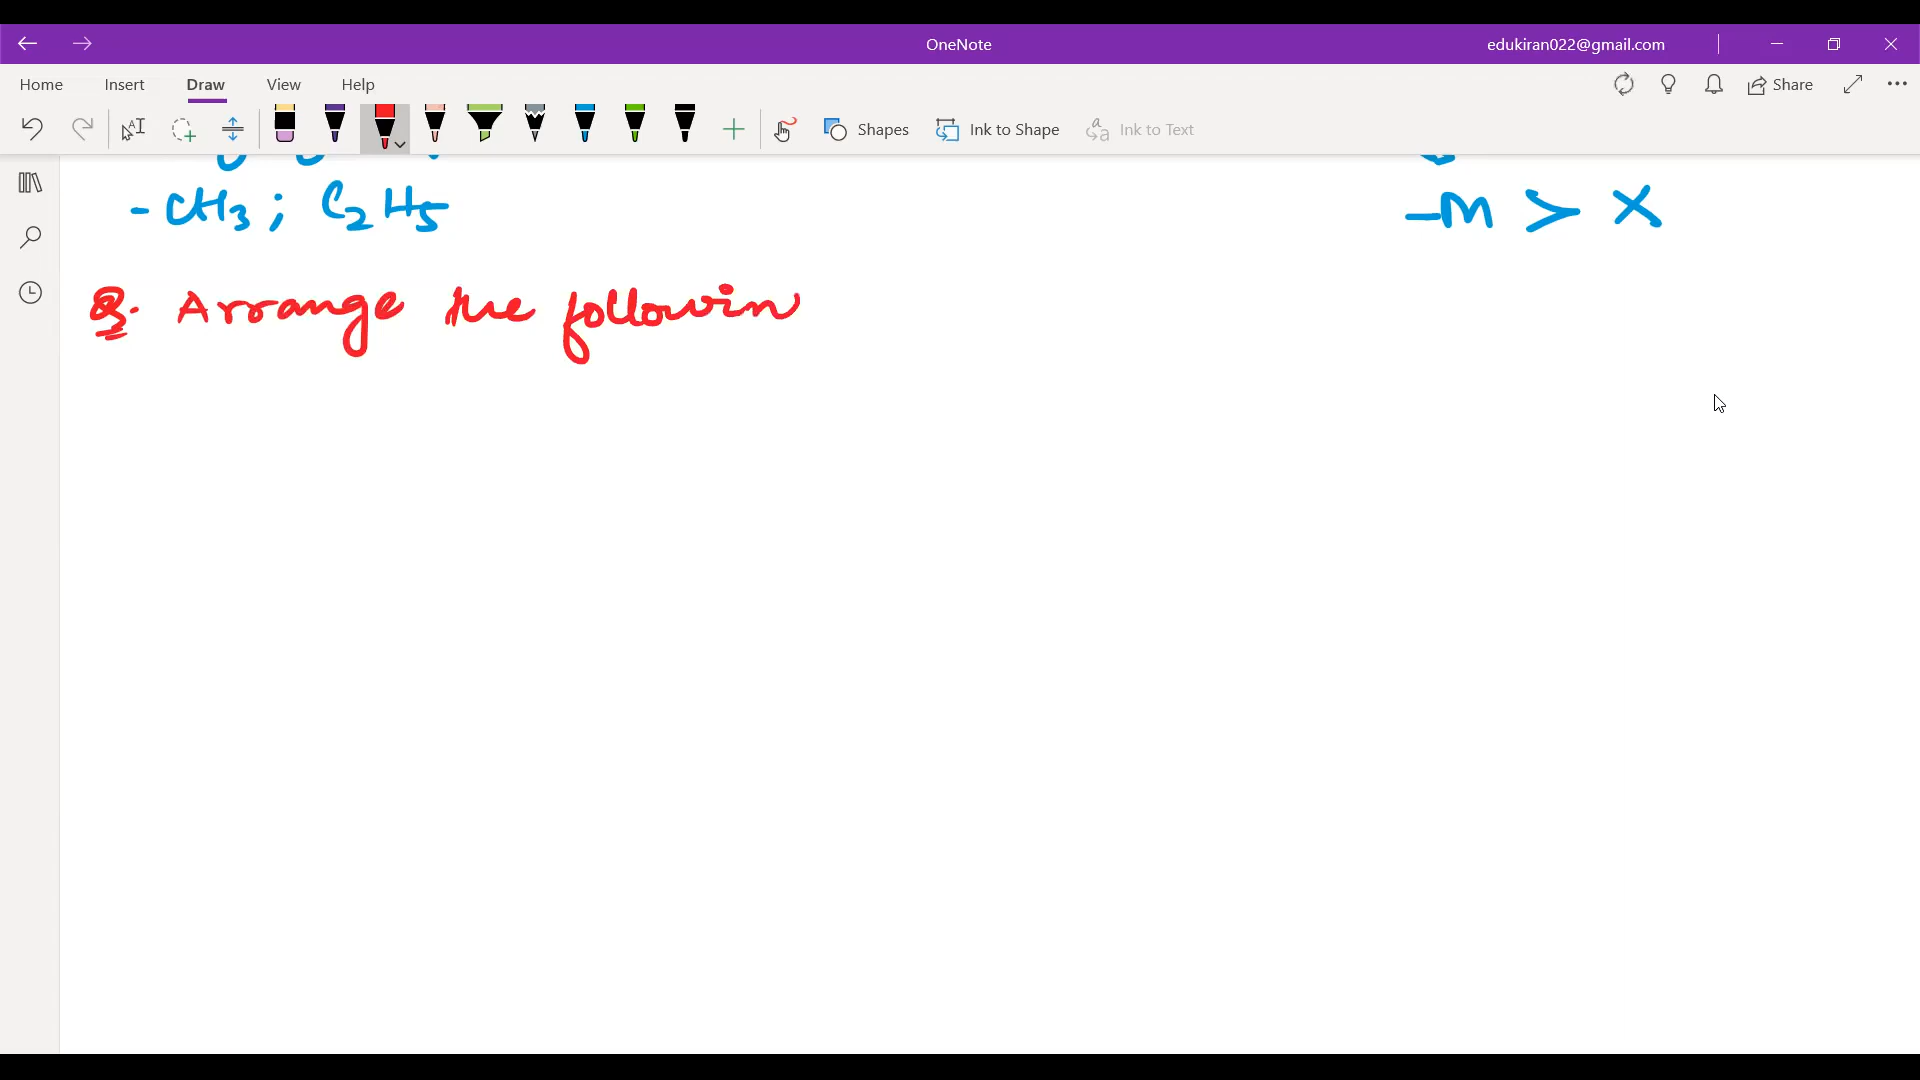 OneNote
edukiran022@gmail.com
Home Insert Draw View Help
Share
Shapes Ink to Shape Ink to Text
- CH3 ; C2H5
-M > X
Q. Arrange the followin